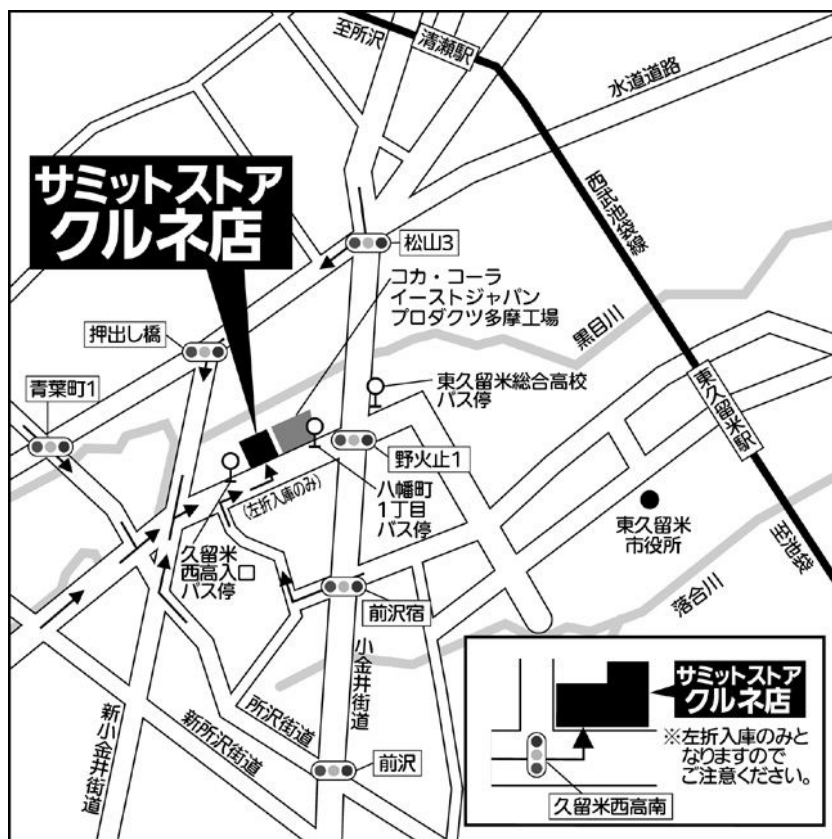 至所沢
清瀬駅
水道道路
サミットストア
クルネ店
西武池袋線
松山3
コカ・コーラ
イーストジャパン
プロダクツ多摩工場
押出し橋
黒目川
青葉町1
東久留米総合高校
バス停
東久留米駅
野火止1
(左折入庫のみ)
八幡町
1丁目
バス停
東久留米
市役所
至池袋
久留米
西高入口
バス停
前沢宿
落合川
小金井街道
所沢街道
新所沢街道
新小金井街道
前沢
サミットストア
クルネ店
※左折入庫のみと
なりますので
ご注意ください。
久留米西高南